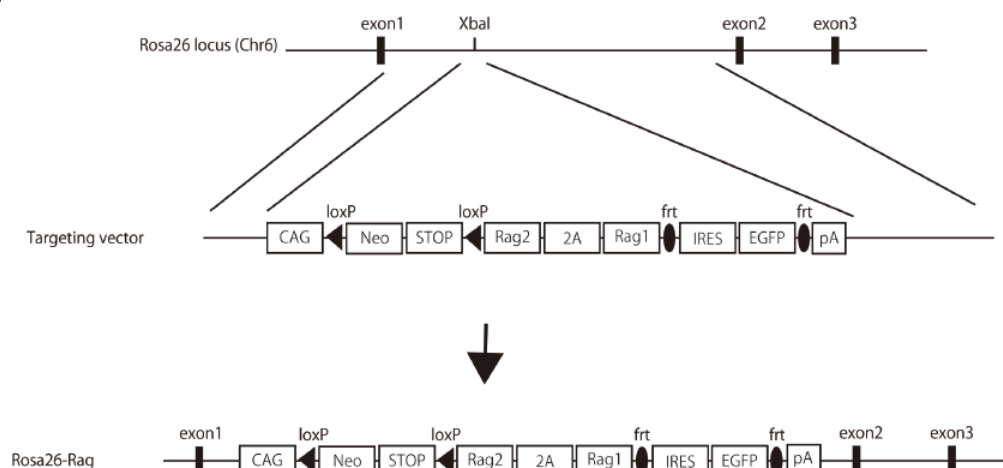 exon1 XbaI exon2 exon3
Rosa26 locus (Chr6)
loxP loxP frt frt
Targeting vector CAG Neo STOP Rag2 2A Rag1 IRES EGFP pA
exon1 loxP loxP frt frt exon2 exon3
Rosa26-Rag CAG Neo STOP Rag2 2A Rag1 IRES EGFP pA